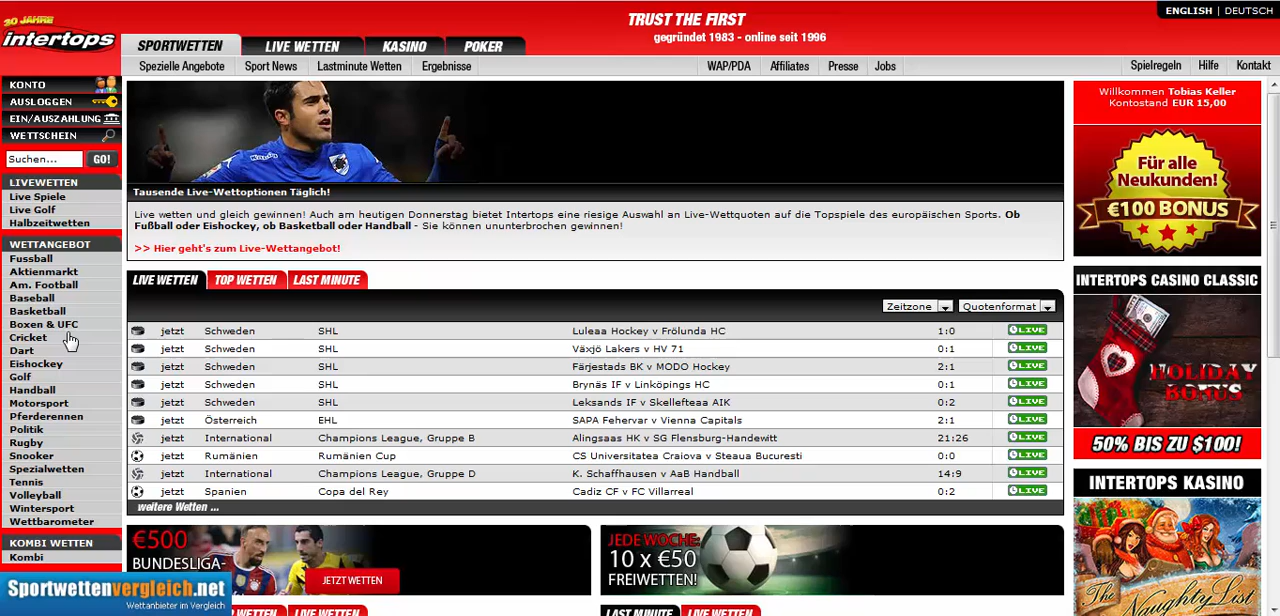 20 JAHRE
intertops
TRUST THE FIRST
gegründet 1983 - online seit 1996
ENGLISH | DEUTSCH
SPORTWETTEN LIVE WETTEN KASINO POKER
Spezielle Angebote Sport News Lastminute Wetten Ergebnisse WAP/PDA Affiliates Presse Jobs Spielregeln Hilfe Kontakt
KONTO
AUSLOGGEN
EIN/AUSZAHLUNG
WETTSCHEIN
Suchen... GO!
LIVEWETTEN
Live Spiele
Live Golf
Halbzeitwetten
WETTANGEBOT
Fussball
Aktienmarkt
Am. Football
Baseball
Basketball
Boxen & UFC
Cricket
Dart
Eishockey
Golf
Handball
Motorsport
Pferderennen
Politik
Rugby
Snooker
Spezialwetten
Tennis
Volleyball
Wintersport
Wettbarometer
KOMBI WETTEN
Kombi
Sportwettenvergleich.net
Wettanbieter im Vergleich
Tausende Live-Wettoptionen Täglich!
Live wetten und gleich gewinnen! Auch am heutigen Donnerstag bietet Intertops eine riesige Auswahl an Live-Wettquoten auf die Topspiele des europäischen Sports. Ob
Fußball oder Eishockey, ob Basketball oder Handball - Sie können ununterbrochen gewinnen!
>> Hier geht's zum Live-Wettangebot!
LIVE WETTEN TOP WETTEN LAST MINUTE
Zeitzone Quotenformat
jetzt Schweden SHL Luleaa Hockey v Frölunda HC 1:0 LIVE
jetzt Schweden SHL Växjö Lakers v HV 71 0:1 LIVE
jetzt Schweden SHL Färjestads BK v MODO Hockey 2:1 LIVE
jetzt Schweden SHL Brynäs IF v Linköpings HC 0:1 LIVE
jetzt Schweden SHL Leksands IF v Skellefteaa AIK 0:2 LIVE
jetzt Österreich EHL SAPA Fehervar v Vienna Capitals 2:1 LIVE
jetzt International Champions League, Gruppe B Alingsaas HK v SG Flensburg-Handewitt 21:26 LIVE
jetzt Rumänien Rumänien Cup CS Universitatea Craiova v Steaua Bucuresti 0:0 LIVE
jetzt International Champions League, Gruppe D K. Schaffhausen v AaB Handball 14:9 LIVE
jetzt Spanien Copa del Rey Cadiz CF v FC Villarreal 0:2 LIVE
weitere Wetten ...
€500
BUNDESLIGA-
JETZT WETTEN
JEDE WOCHE:
10 x €50
FREIWETTEN!
TOP WETTEN LIVE WETTEN
LAST MINUTE LIVE WETTEN
Willkommen Tobias Keller
Kontostand EUR 15,00
Für alle
Neukunden!
€100 BONUS
INTERTOPS CASINO CLASSIC
HOLIDAY
BONUS
50% BIS ZU $100!
INTERTOPS KASINO
The Naughty List